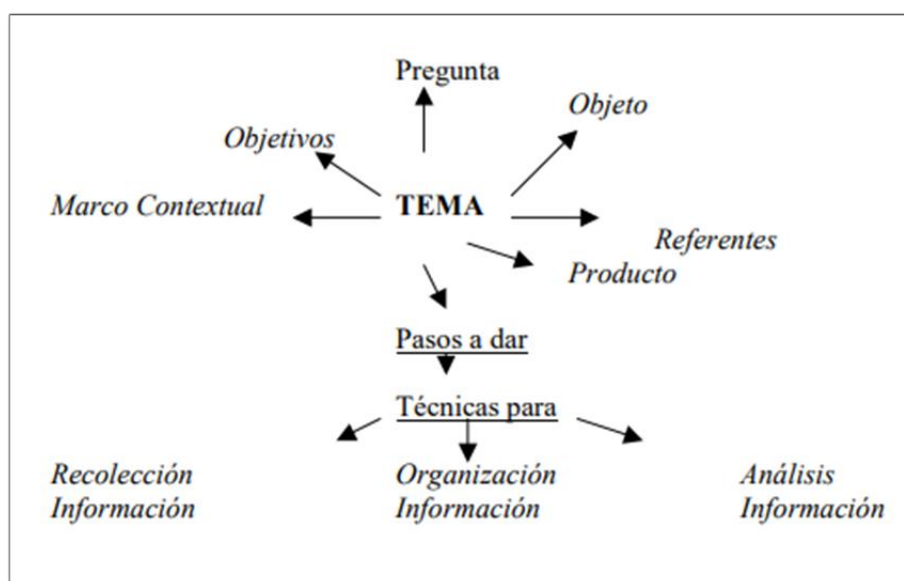 Pregunta
Objeto
Objetivos
Marco Contextual TEMA
Referentes
Producto
Pasos a dar
Técnicas para
Recolección Organización Análisis
Información Información Información